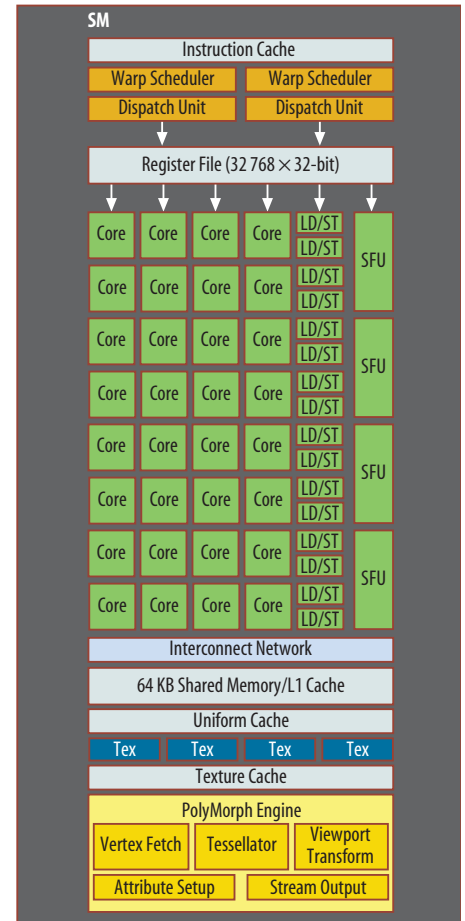 SM
Instruction Cache
Warp Scheduler Warp Scheduler
Dispatch Unit Dispatch Unit
Register File (32 768 × 32-bit)
Core Core Core Core LD/ST SFU
LD/ST
Core Core Core Core LD/ST
LD/ST
Core Core Core Core LD/ST SFU
LD/ST
Core Core Core Core LD/ST
LD/ST
Core Core Core Core LD/ST SFU
LD/ST
Core Core Core Core LD/ST
LD/ST
Core Core Core Core LD/ST SFU
LD/ST
Core Core Core Core LD/ST
LD/ST
Interconnect Network
64 KB Shared Memory/L1 Cache
Uniform Cache
Tex Tex Tex Tex
Texture Cache
PolyMorph Engine
Vertex Fetch Tessellator Viewport
Transform
Attribute Setup Stream Output